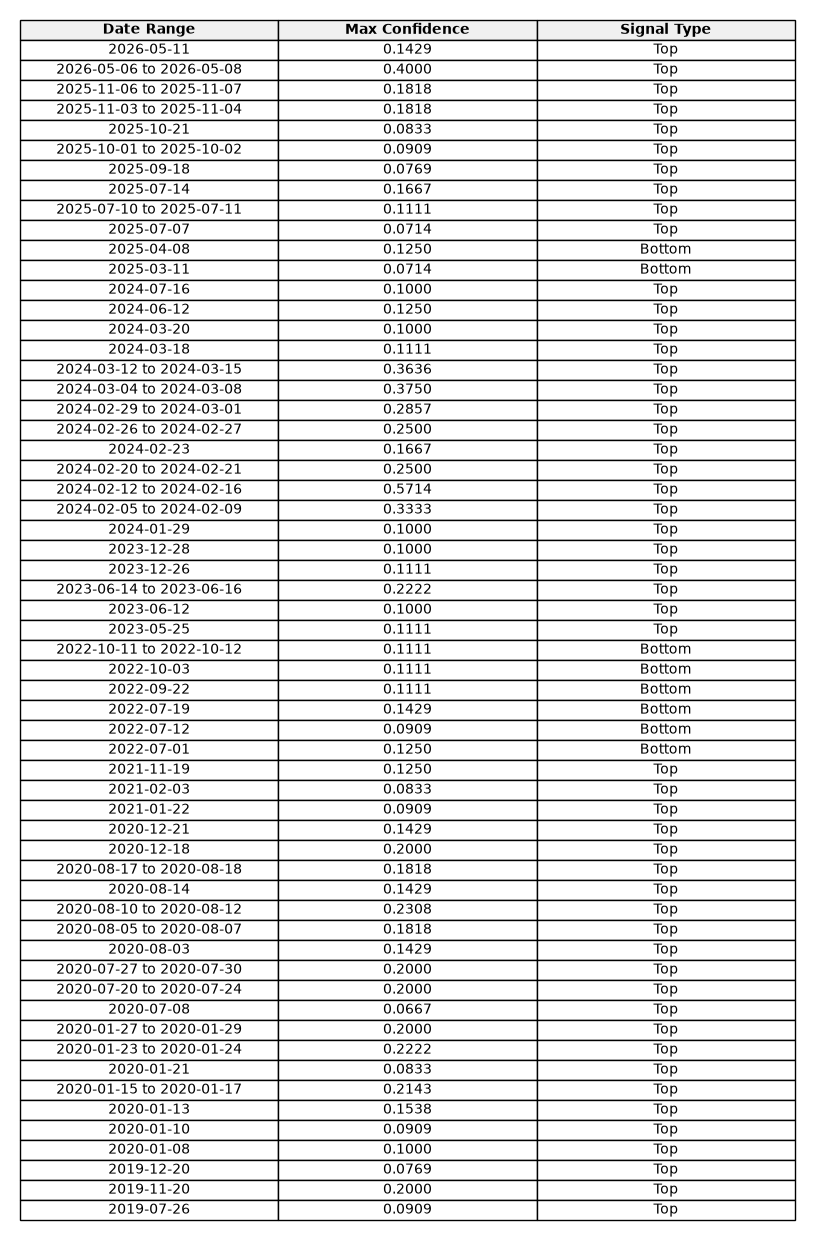 Date Range Max Confidence Signal Type
2026-05-11 0.1429 Top
2026-05-06 to 2026-05-08 0.4000 Top
2025-11-06 to 2025-11-07 0.1818 Top
2025-11-03 to 2025-11-04 0.1818 Top
2025-10-21 0.0833 Top
2025-10-01 to 2025-10-02 0.0909 Top
2025-09-18 0.0769 Top
2025-07-14 0.1667 Top
2025-07-10 to 2025-07-11 0.1111 Top
2025-07-07 0.0714 Top
2025-04-08 0.1250 Bottom
2025-03-11 0.0714 Bottom
2024-07-16 0.1000 Top
2024-06-12 0.1250 Top
2024-03-20 0.1000 Top
2024-03-18 0.1111 Top
2024-03-12 to 2024-03-15 0.3636 Top
2024-03-04 to 2024-03-08 0.3750 Top
2024-02-29 to 2024-03-01 0.2857 Top
2024-02-26 to 2024-02-27 0.2500 Top
2024-02-23 0.1667 Top
2024-02-20 to 2024-02-21 0.2500 Top
2024-02-12 to 2024-02-16 0.5714 Top
2024-02-05 to 2024-02-09 0.3333 Top
2024-01-29 0.1000 Top
2023-12-28 0.1000 Top
2023-12-26 0.1111 Top
2023-06-14 to 2023-06-16 0.2222 Top
2023-06-12 0.1000 Top
2023-05-25 0.1111 Top
2022-10-11 to 2022-10-12 0.1111 Bottom
2022-10-03 0.1111 Bottom
2022-09-22 0.1111 Bottom
2022-07-19 0.1429 Bottom
2022-07-12 0.0909 Bottom
2022-07-01 0.1250 Bottom
2021-11-19 0.1250 Top
2021-02-03 0.0833 Top
2021-01-22 0.0909 Top
2020-12-21 0.1429 Top
2020-12-18 0.2000 Top
2020-08-17 to 2020-08-18 0.1818 Top
2020-08-14 0.1429 Top
2020-08-10 to 2020-08-12 0.2308 Top
2020-08-05 to 2020-08-07 0.1818 Top
2020-08-03 0.1429 Top
2020-07-27 to 2020-07-30 0.2000 Top
2020-07-20 to 2020-07-24 0.2000 Top
2020-07-08 0.0667 Top
2020-01-27 to 2020-01-29 0.2000 Top
2020-01-23 to 2020-01-24 0.2222 Top
2020-01-21 0.0833 Top
2020-01-15 to 2020-01-17 0.2143 Top
2020-01-13 0.1538 Top
2020-01-10 0.0909 Top
2020-01-08 0.1000 Top
2019-12-20 0.0769 Top
2019-11-20 0.2000 Top
2019-07-26 0.0909 Top